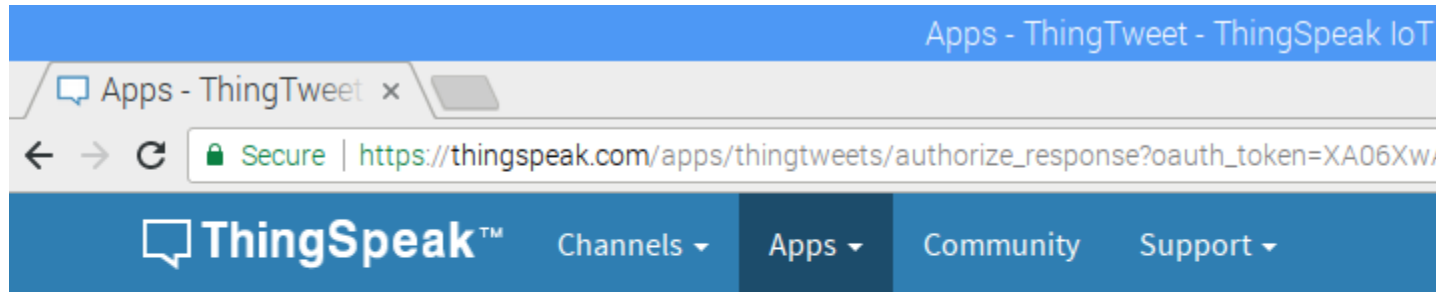 Apps - ThingTweet - ThingSpeak IoT
Apps - ThingTweet ×
Secure | https://thingspeak.com/apps/thingtweets/authorize_response?oauth_token=XA06Xw
ThingSpeak™ Channels Apps Community Support